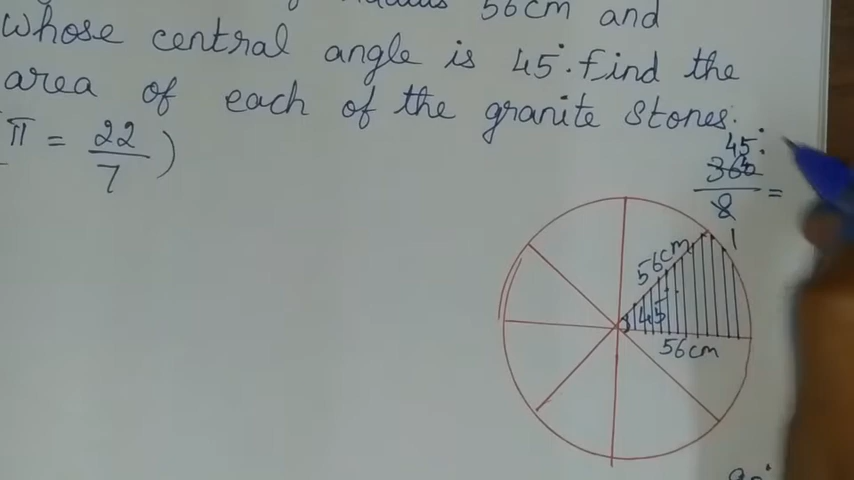 56cm and
whose central angle is 45°. find the
area of each of the granite stones.
π = 22/7 )
45°
360/8 =
1
56cm
45°
56cm